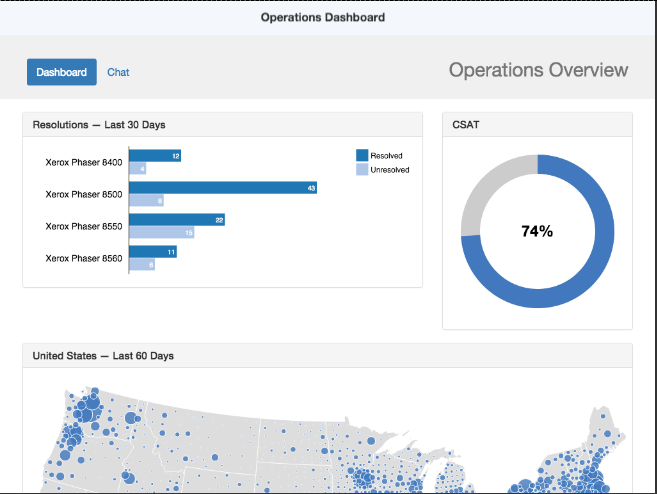 Operations Dashboard
Dashboard Chat
Operations Overview
Resolutions — Last 30 Days
Resolved
Unresolved
Xerox Phaser 8400
12
4
Xerox Phaser 8500
43
8
Xerox Phaser 8550
22
15
Xerox Phaser 8560
11
6
CSAT
74%
United States — Last 60 Days